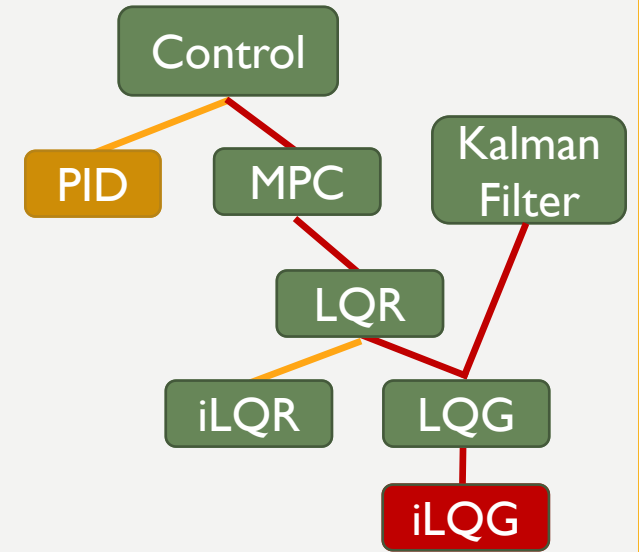 Control
PID
MPC
Kalman
Filter
LQR
iLQR
LQG
iLQG